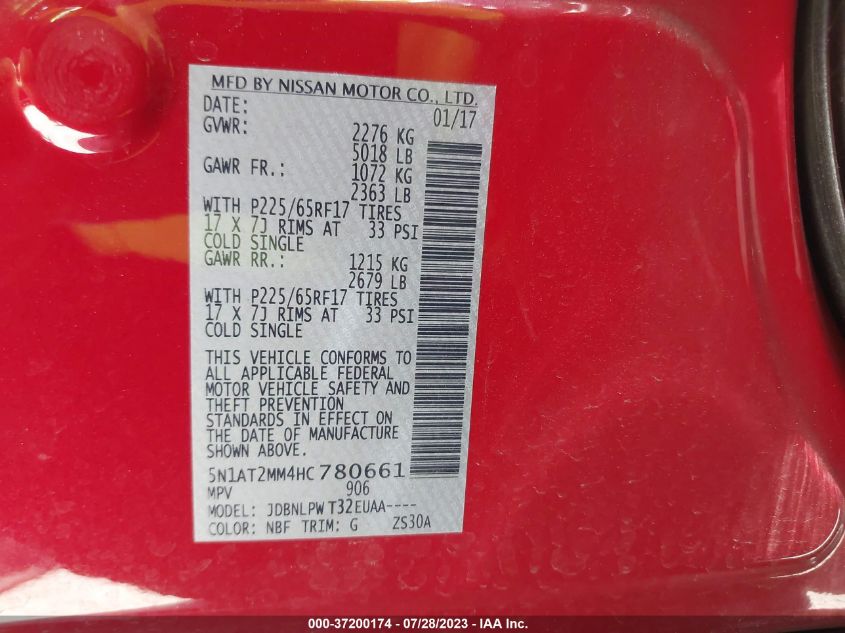 MFD BY NISSAN MOTOR CO., LTD.
DATE: 01/17
GVWR: 2276 KG
5018 LB
GAWR FR.: 1072 KG
2363 LB
WITH P225/65RF17 TIRES
17 X 7J RIMS AT 33 PSI
COLD SINGLE
GAWR RR.: 1215 KG
2679 LB
WITH P225/65RF17 TIRES
17 X 7J RIMS AT 33 PSI
COLD SINGLE
THIS VEHICLE CONFORMS TO
ALL APPLICABLE FEDERAL
MOTOR VEHICLE SAFETY AND
THEFT PREVENTION
STANDARDS IN EFFECT ON
THE DATE OF MANUFACTURE
SHOWN ABOVE.
5N1AT2MM4HC780661
MPV 906
MODEL: JDBNLPWT32EUAA----
COLOR: NBF TRIM: G ZS30A
000-37200174 / 07/28/2023 - IAA Inc.